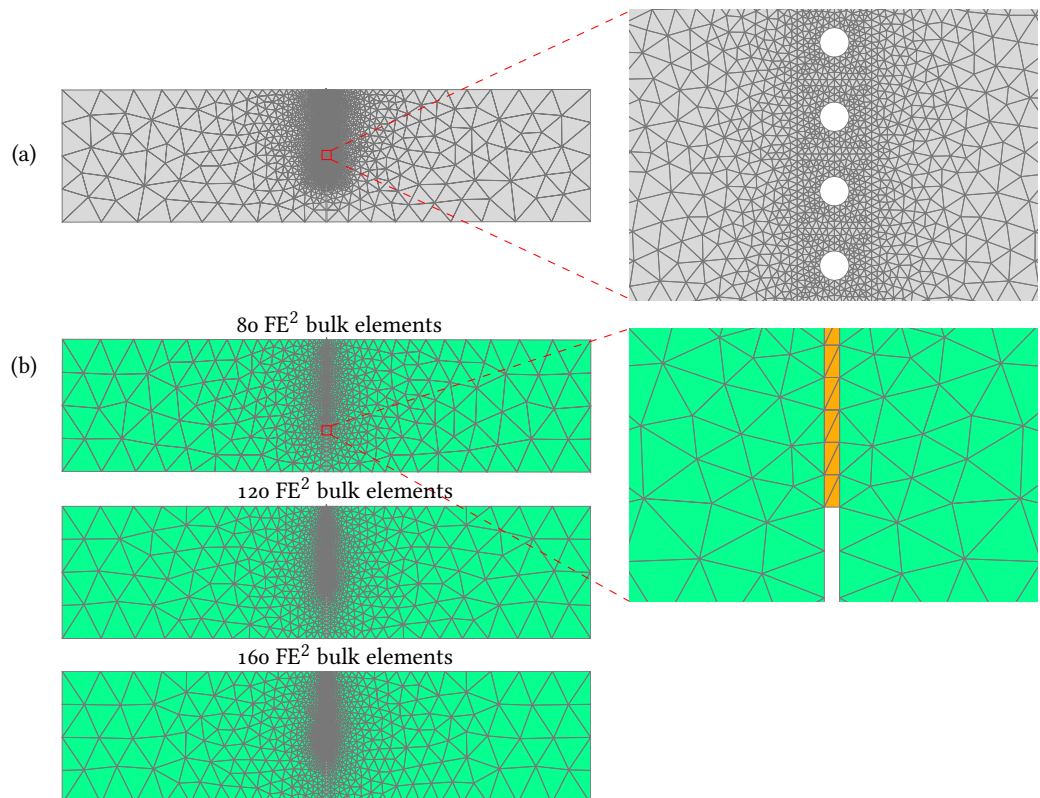 (a)
80 FE² bulk elements
(b)
120 FE² bulk elements
160 FE² bulk elements